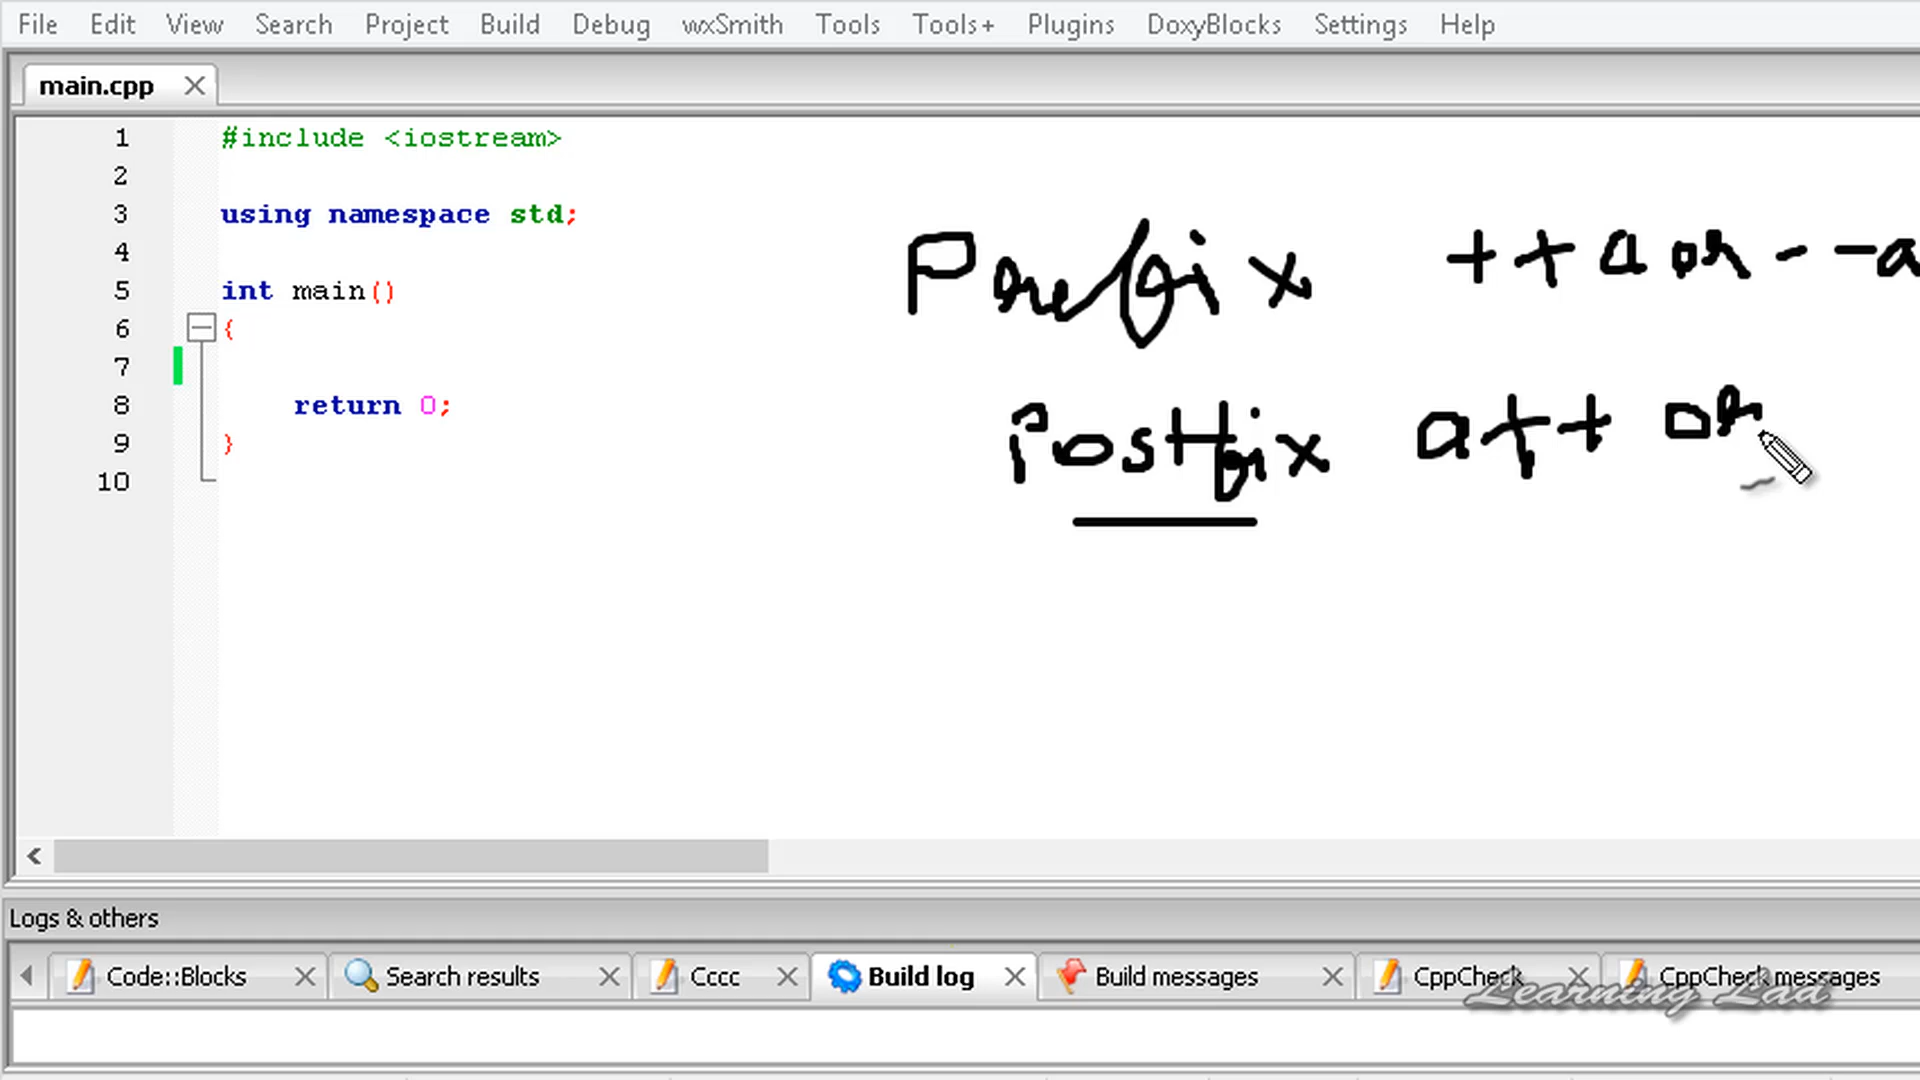 File Edit View Search Project Build Debug wxSmith Tools Tools+ Plugins DoxyBlocks Settings Help
main.cpp
1 #include <iostream>
2
3 using namespace std;
4
5 int main()
6 {
7
8 return 0;
9 }
10
Prefix ++a or --a
Postfix a++ or
Logs & others
Code::Blocks Search results Cccc Build log Build messages CppCheck CppCheck messages
Learning Lad